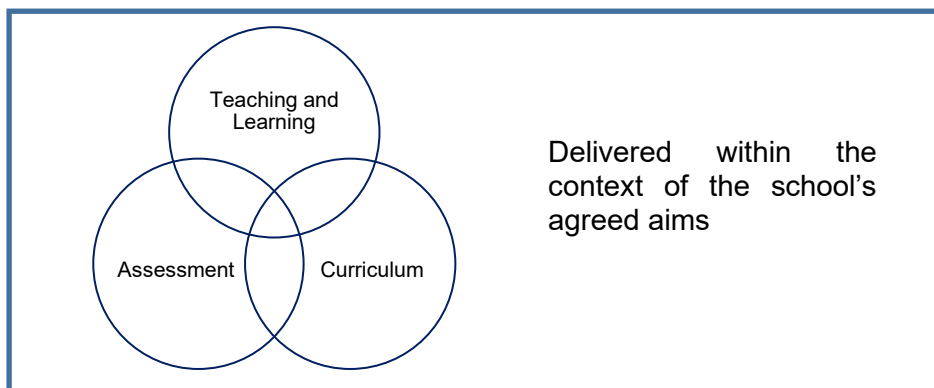 Teaching and
Learning
Assessment
Curriculum
Delivered within the
context of the school’s
agreed aims